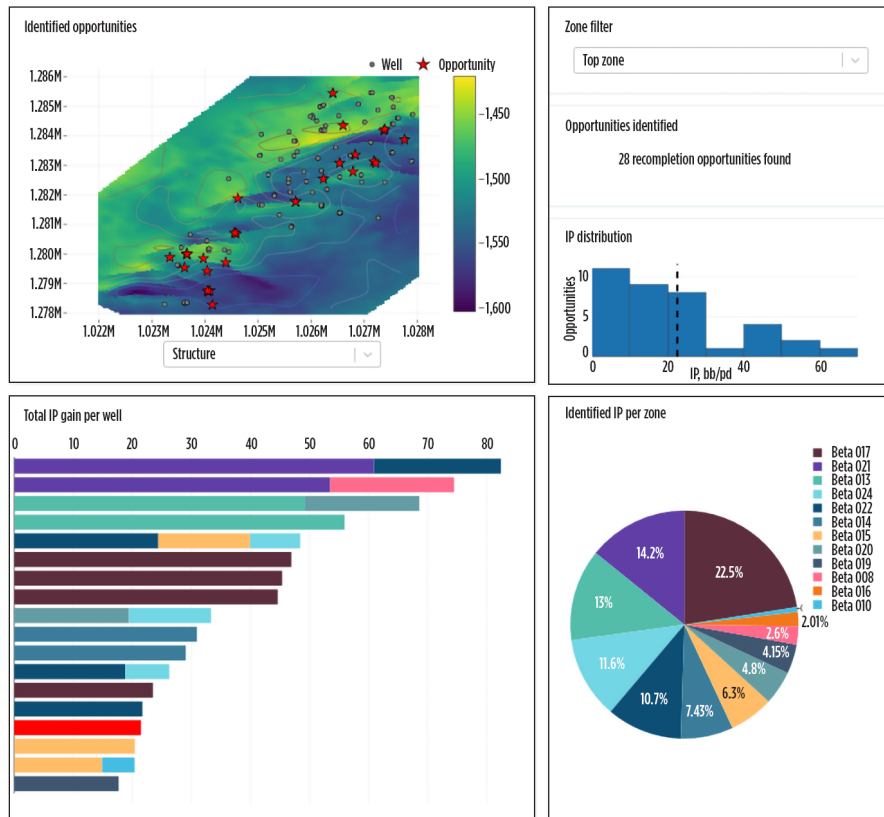 Identified opportunities
Well
Opportunity
1.286M
1.285M
1.284M
1.283M
1.282M
1.281M
1.280M
1.279M
1.278M
1.022M 1.023M 1.024M 1.025M 1.026M 1.027M 1.028M
-1,450
-1,500
-1,550
-1,600
Structure
Zone filter
Top zone
Opportunities identified
28 recompletion opportunities found
IP distribution
Opportunities
10
5
0
0 20 40 60
IP, bb/pd
Total IP gain per well
0 10 20 30 40 50 60 70 80
Identified IP per zone
Beta 017
Beta 021
Beta 013
Beta 024
Beta 022
Beta 014
Beta 015
Beta 020
Beta 019
Beta 008
Beta 016
Beta 010
14.2%
22.5%
13%
2.01%
2.6%
4.15%
11.6%
4.8%
10.7%
7.43%
6.3%